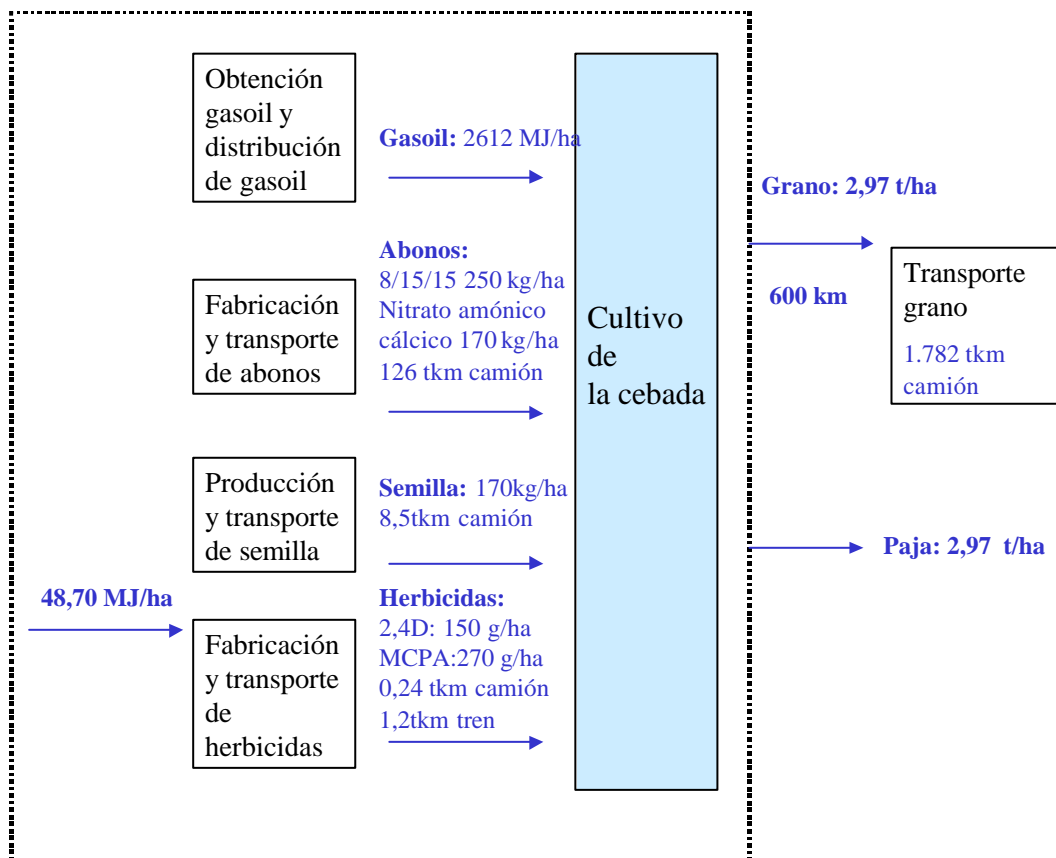 Obtención
gasoil y
distribución
de gasoil
Gasoil: 2612 MJ/ha
Abonos:
8/15/15 250 kg/ha
Nitrato amónico
cálcico 170 kg/ha
126 tkm camión
Fabricación
y transporte
de abonos
Producción
y transporte
de semilla
Semilla: 170kg/ha
8,5tkm camión
48,70 MJ/ha
Fabricación
y transporte
de
herbicidas
Herbicidas:
2,4D: 150 g/ha
MCPA:270 g/ha
0,24 tkm camión
1,2tkm tren
Cultivo
de
la cebada
Grano: 2,97 t/ha
600 km
Transporte
grano
1.782 tkm
camión
Paja: 2,97 t/ha